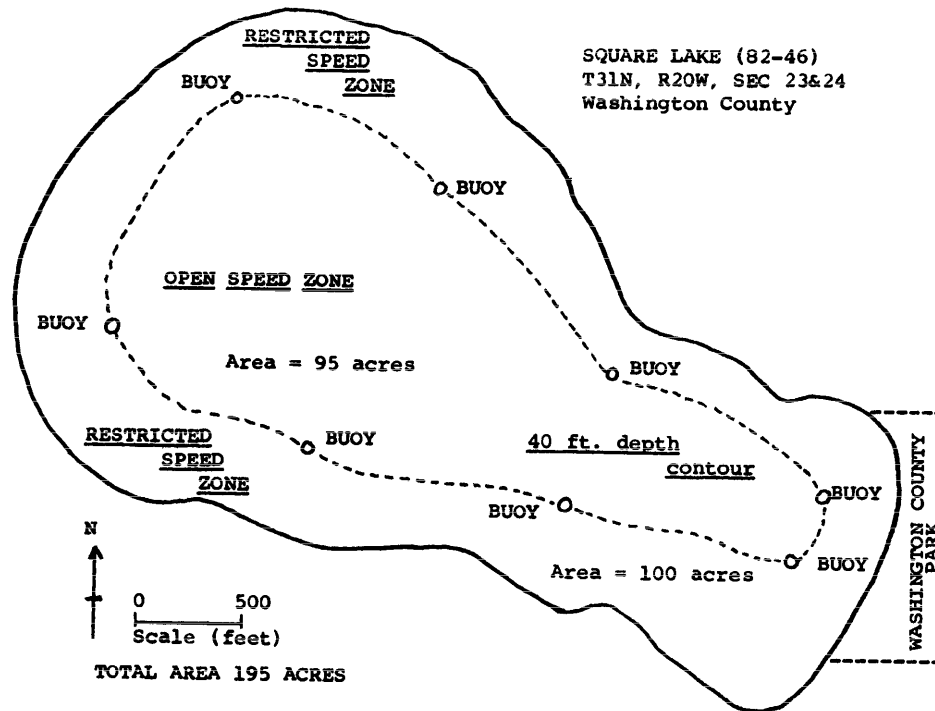 RESTRICTED
SPEED
ZONE
SQUARE LAKE (82-46)
T31N, R20W, SEC 23&24
Washington County
BUOY
BUOY
OPEN SPEED ZONE
BUOY
Area = 95 acres
BUOY
RESTRICTED
SPEED
ZONE
BUOY
40 ft. depth
contour
BUOY
BUOY
BUOY
Area = 100 acres
WASHINGTON COUNTY
PARK
N
0 500
Scale (feet)
TOTAL AREA 195 ACRES